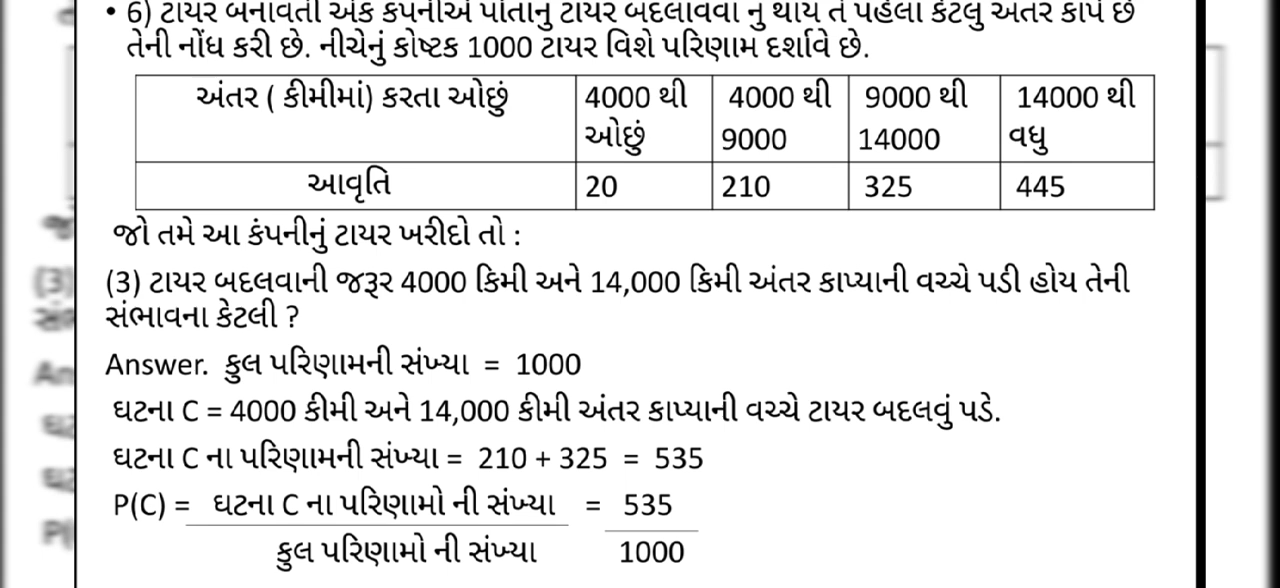 • 6) ટાયર બનાવતી એક કંપનીએ પોતાનું ટાયર બદલાવવા નુ થાય તે પહેલા કેટલુ અંતર કાપે છે
તેની નોંધ કરી છે. નીચેનું કોષ્ટક 1000 ટાયર વિશે પરિણામ દર્શાવે છે.
અંતર ( કીમીમાં) કરતા ઓછું 4000 થી 4000 થી 9000 થી 14000 થી
ઓછું 9000 14000 વધુ
આવૃતિ 20 210 325 445
જો તમે આ કંપનીનું ટાયર ખરીદો તો :
(3) ટાયર બદલવાની જરૂર 4000 કિમી અને 14,000 કિમી અંતર કાપ્યાની વચ્ચે પડી હોય તેની
સંભાવના કેટલી ?
Answer. કુલ પરિણામની સંખ્યા = 1000
ઘટના C = 4000 કીમી અને 14,000 કીમી અંતર કાપ્યાની વચ્ચે ટાયર બદલવું પડે.
ઘટના C ના પરિણામની સંખ્યા = 210 + 325 = 535
P(C) = ઘટના C ના પરિણામો ની સંખ્યા = 535
કુલ પરિણામો ની સંખ્યા 1000